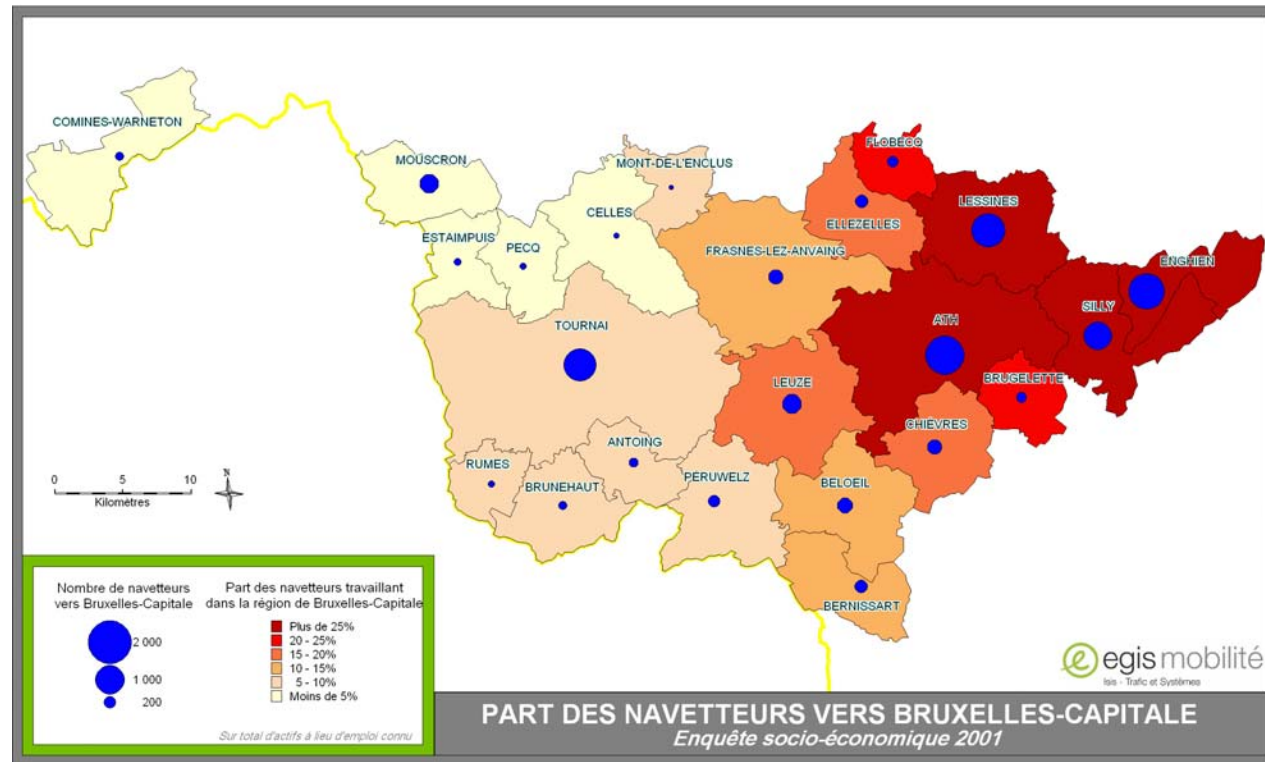 COMINES-WARNETON
MOUSCRON
MONT-DE-L'ENCLUS
FLOBECQ
CELLES
ELLEZELLES
LESSINES
ESTAIMPUIS
PECQ
FRASNES-LEZ-ANVAING
ENGHIEN
SILLY
TOURNAI
ATH
LEUZE
BRUGELETTE
CHIÈVRES
ANTOING
RUMES
BRUNEHAUT
PÉRUWELZ
BELOEIL
BERNISSART
N
0 5 10
Kilomètres
Nombre de navetteurs
vers Bruxelles-Capitale
2 000
1 000
200
Part des navetteurs travaillant
dans la région de Bruxelles-Capitale
Plus de 25%
20 - 25%
15 - 20%
10 - 15%
5 - 10%
Moins de 5%
Sur total d'actifs à lieu d'emploi connu
egis mobilité
Isis - Trafic et Systèmes
PART DES NAVETTEURS VERS BRUXELLES-CAPITALE
Enquête socio-économique 2001